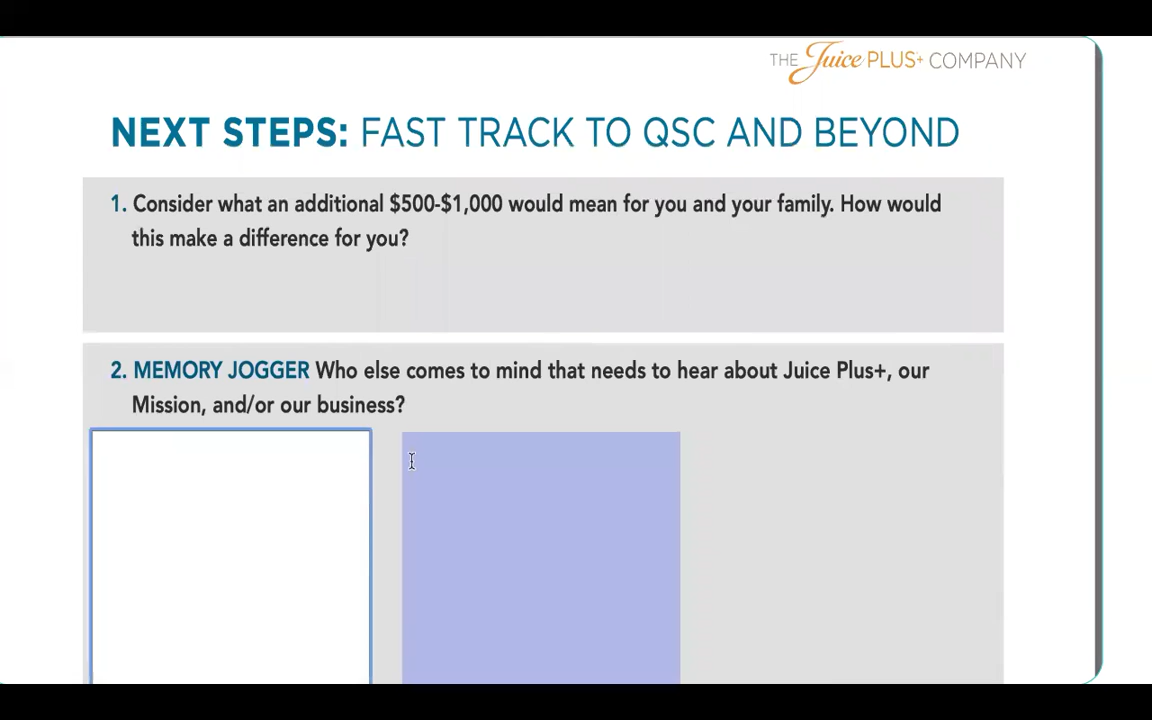 THE Juice PLUS+ COMPANY
NEXT STEPS: FAST TRACK TO QSC AND BEYOND
1. Consider what an additional $500-$1,000 would mean for you and your family. How would
this make a difference for you?
2. MEMORY JOGGER Who else comes to mind that needs to hear about Juice Plus+, our
Mission, and/or our business?